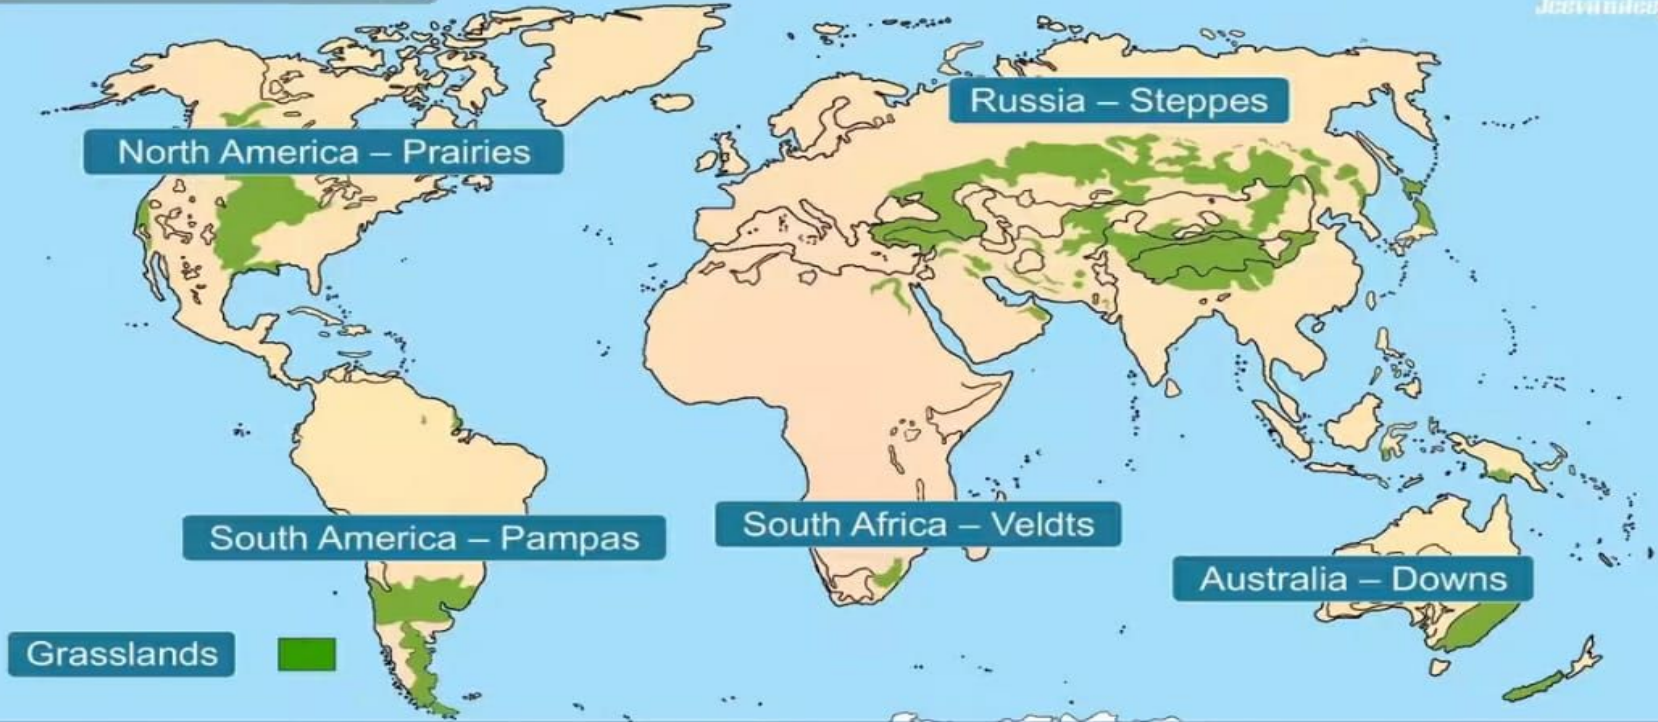 North America – Prairies
Russia – Steppes
South America – Pampas
South Africa – Veldts
Australia – Downs
Grasslands